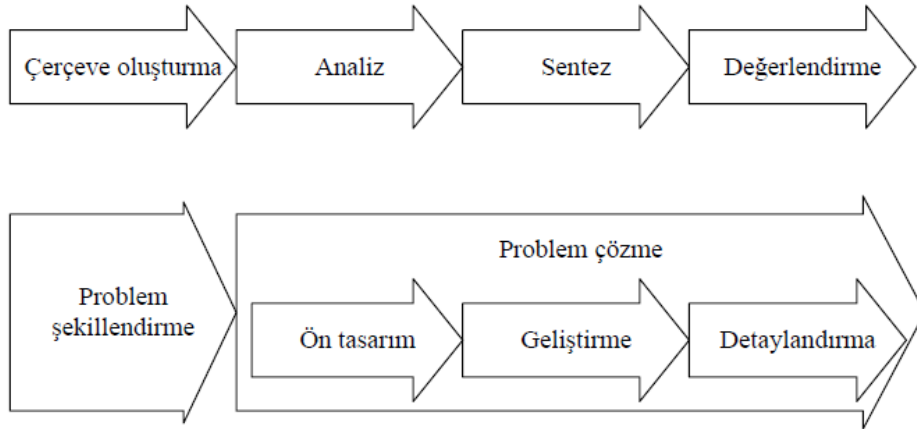 Çerçeve oluşturma
Analiz
Sentez
Değerlendirme
Problem çözme
Problem
şekillendirme
Ön tasarım
Geliştirme
Detaylandırma